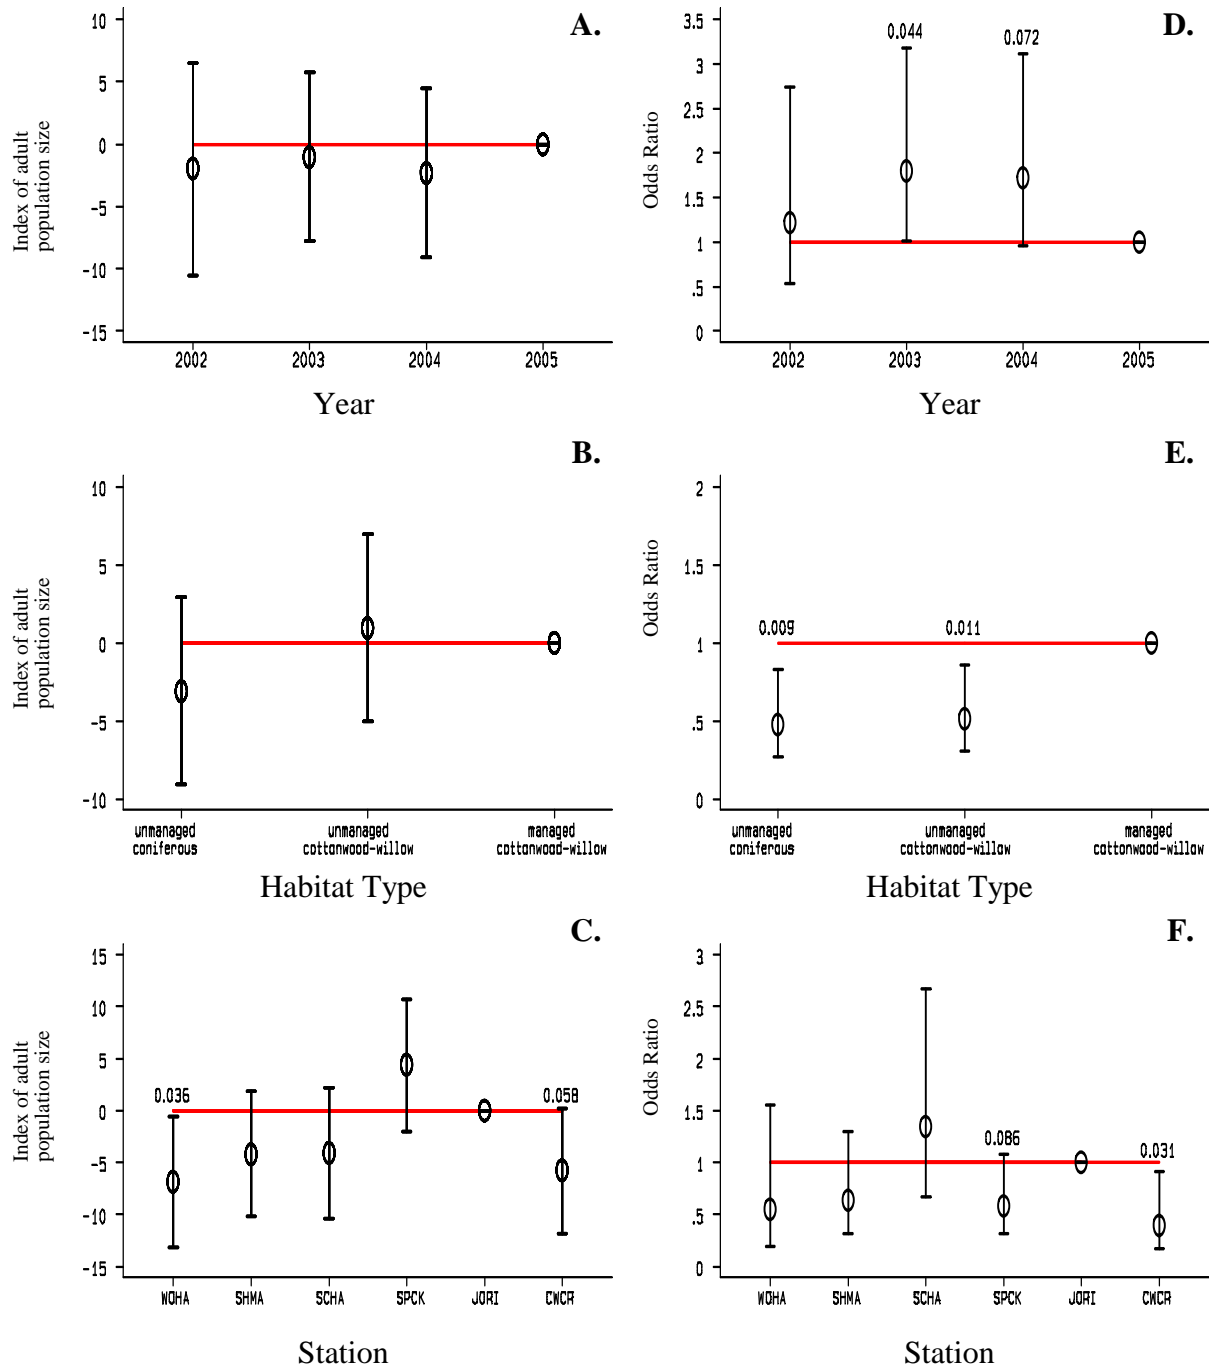 A.
Index of adult
population size
10
5
0
-5
-10
-15
2002 2003 2004 2005
Year
D.
Odds Ratio
3.5
3
2.5
2
1.5
1
.5
0
0.044
0.072
2002 2003 2004 2005
Year
B.
Index of adult
population size
10
5
0
-5
-10
unmanaged unmanaged managed
coniferous cottonwood-willow cottonwood-willow
Habitat Type
E.
Odds Ratio
2
1.5
1
.5
0
0.009
0.011
unmanaged unmanaged managed
coniferous cottonwood-willow cottonwood-willow
Habitat Type
C.
Index of adult
population size
15
10
5
0
-5
-10
-15
0.036
0.058
WOHA SHMA SCHA SPCK JORI CWCR
Station
F.
Odds Ratio
3
2.5
2
1.5
1
.5
0
0.086
0.031
WOHA SHMA SCHA SPCK JORI CWCR
Station